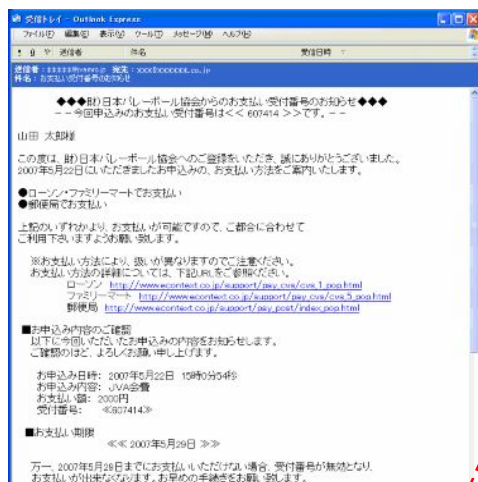 受信トレイ - Outlook Express
ファイル(F) 編集(E) 表示(V) ツール(T) メッセージ(M) ヘルプ(H)
! 送信者 件名 受信日時
送信者: 宛先:
件名: お支払い受付番号のお知らせ
◆◆◆財)日本バレーボール協会からのお支払い受付番号のお知らせ◆◆◆
－－今回申込みのお支払い受付番号は<< 607414 >>です。－－
山田 太郎様
この度は、財)日本バレーボール協会へのご登録をいただき、誠にありがとうございました。
2007年5月22日にいただきましたお申込みの、お支払い方法をご案内いたします。
●ローソン・ファミリーマートでお支払い
●郵便局でお支払い
上記のいずれかより、お支払いが可能ですので、ご都合に合わせて
ご利用下さいますようお願い致します。
※お支払い方法により、扱いが異なりますのでご注意ください。
お支払い方法の詳細については、下記URLをご参照ください。
ローソン http://www.econtext.co.jp/support/pay_cvs/cvs_1_pop.html
ファミリーマート http://www.econtext.co.jp/support/pay_cvs/cvs_5_pop.html
郵便局 http://www.econtext.co.jp/support/pay_post/index_pop.html
■お申込み内容のご確認
以下に今回いただいたお申込みの内容をお知らせします。
ご確認のほど、よろしくお願い申し上げます。
お申込み日時: 2007年5月22日 15時0分54秒
お申込み内容: JVA会費
お支払い額: 2000円
受付番号: ≪607414≫
■お支払い期限
≪≪ 2007年5月29日 ≫≫
万一、2007年5月29日までにお支払いいただけない場合、受付番号が無効となり、
お支払いが出来なくなります。お早めの手続きをお願い致します。